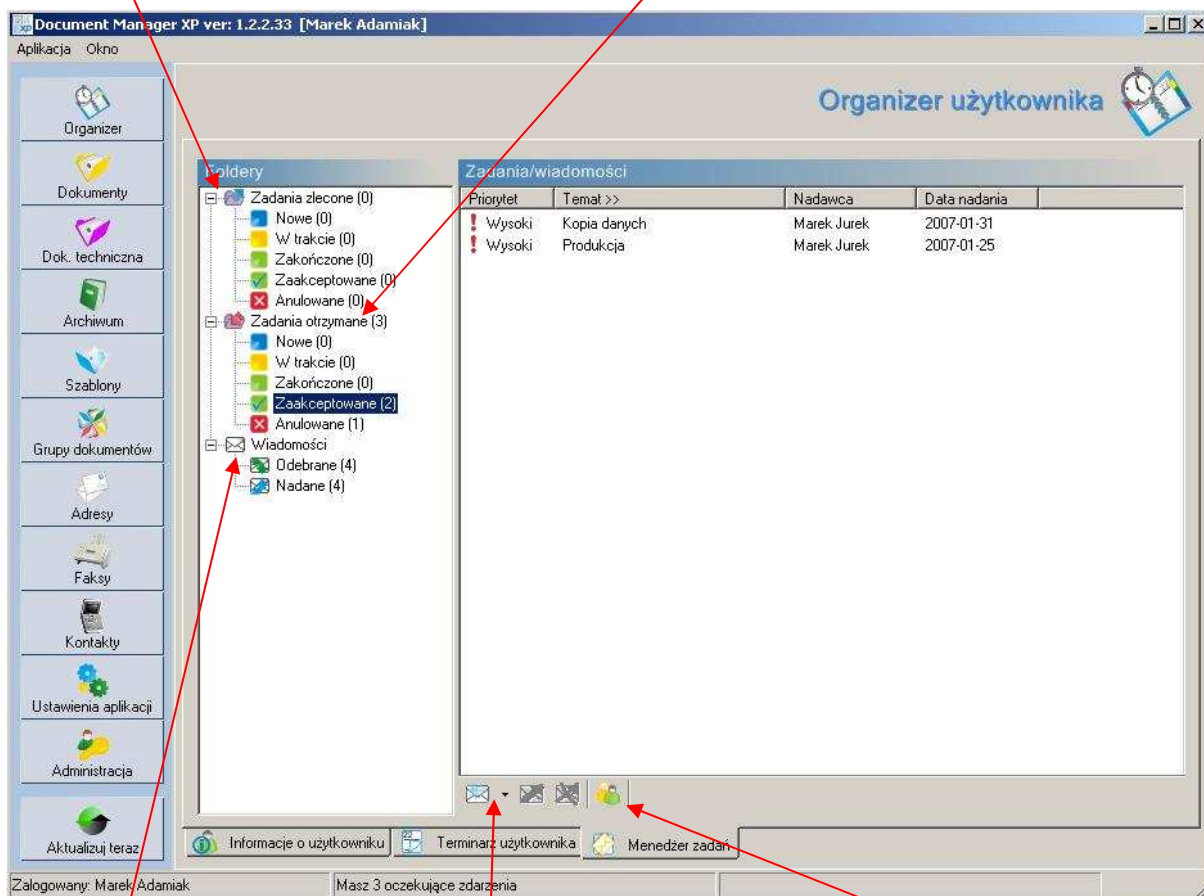 Document Manager XP ver: 1.2.2.33 [Marek Adamiak]
Aplikacja Okno
Organizer użytkownika
Organizer
Dokumenty
Dok. techniczna
Archiwum
Szablony
Grupy dokumentów
Adresy
Faksy
Kontakty
Ustawienia aplikacji
Administracja
Aktualizuj teraz
Foldery
Zadania zlecone (0)
Nowe (0)
W trakcie (0)
Zakończone (0)
Zaakceptowane (0)
Anulowane (0)
Zadania otrzymane (3)
Nowe (0)
W trakcie (0)
Zakończone (0)
Zaakceptowane (2)
Anulowane (1)
Wiadomości
Odebrane (4)
Nadane (4)
Zadania/wiadomości
Priorytet Temat >> Nadawca Data nadania
Wysoki Kopia danych Marek Jurek 2007-01-31
Wysoki Produkcja Marek Jurek 2007-01-25
Informacje o użytkowniku Terminarz użytkownika Menedżer zadań
Zalogowany: Marek Adamiak Masz 3 oczekujące zdarzenia